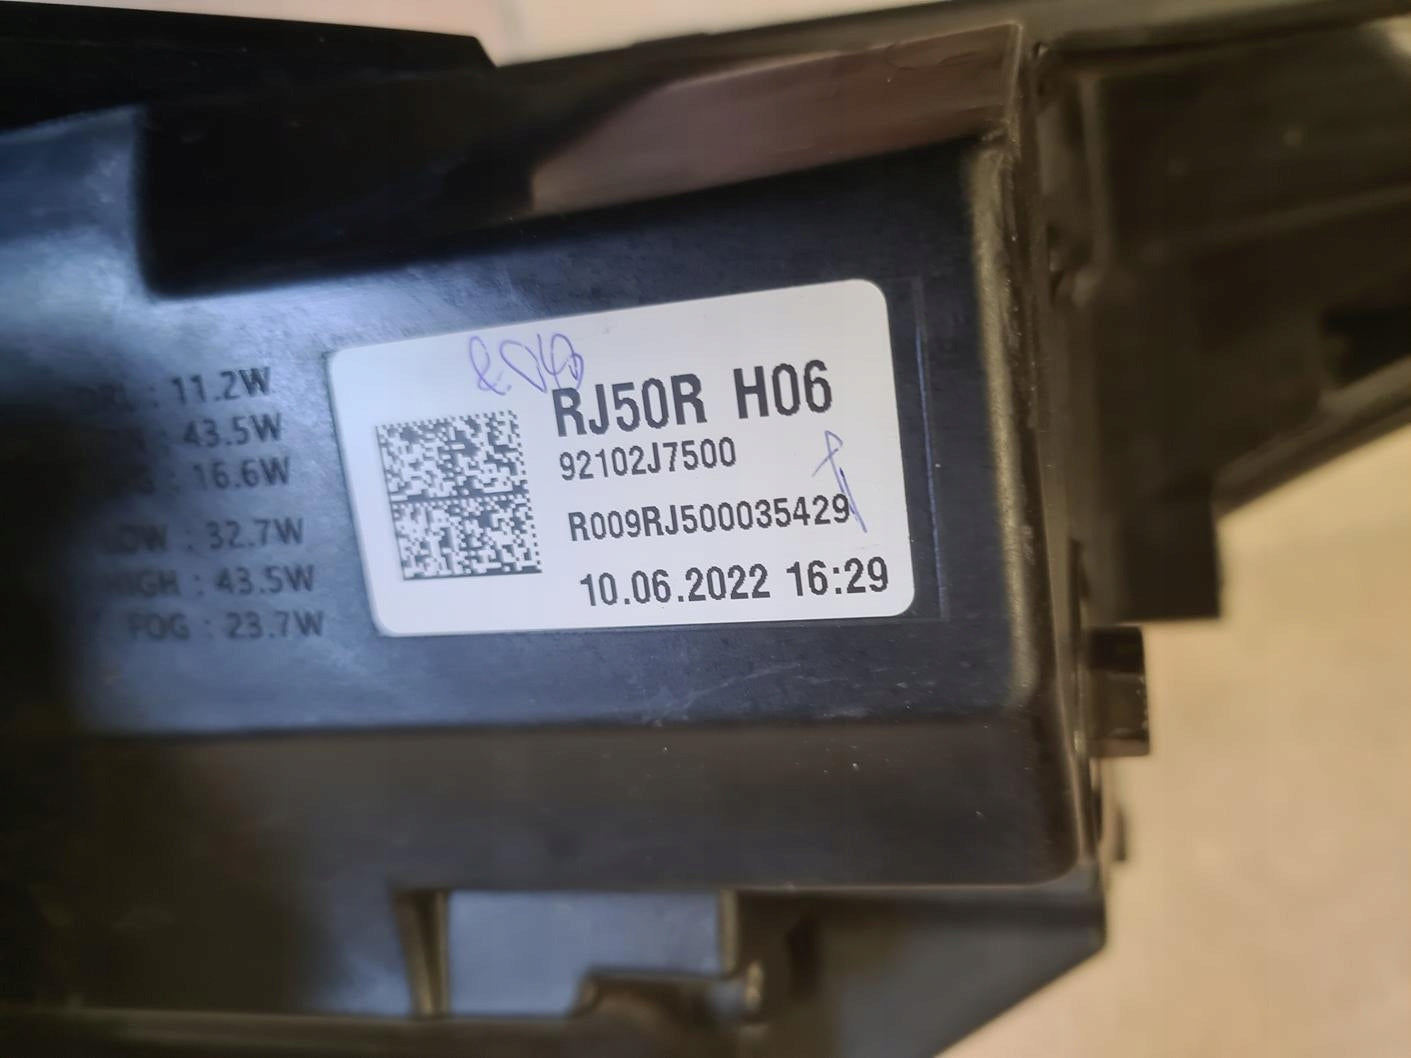 : 11.2W
: 43.5W
: 16.6W
LOW : 32.7W
HIGH : 43.5W
FOG : 23.7W
RJ50R H06
92102J7500
R009RJ500035429
10.06.2022 16:29